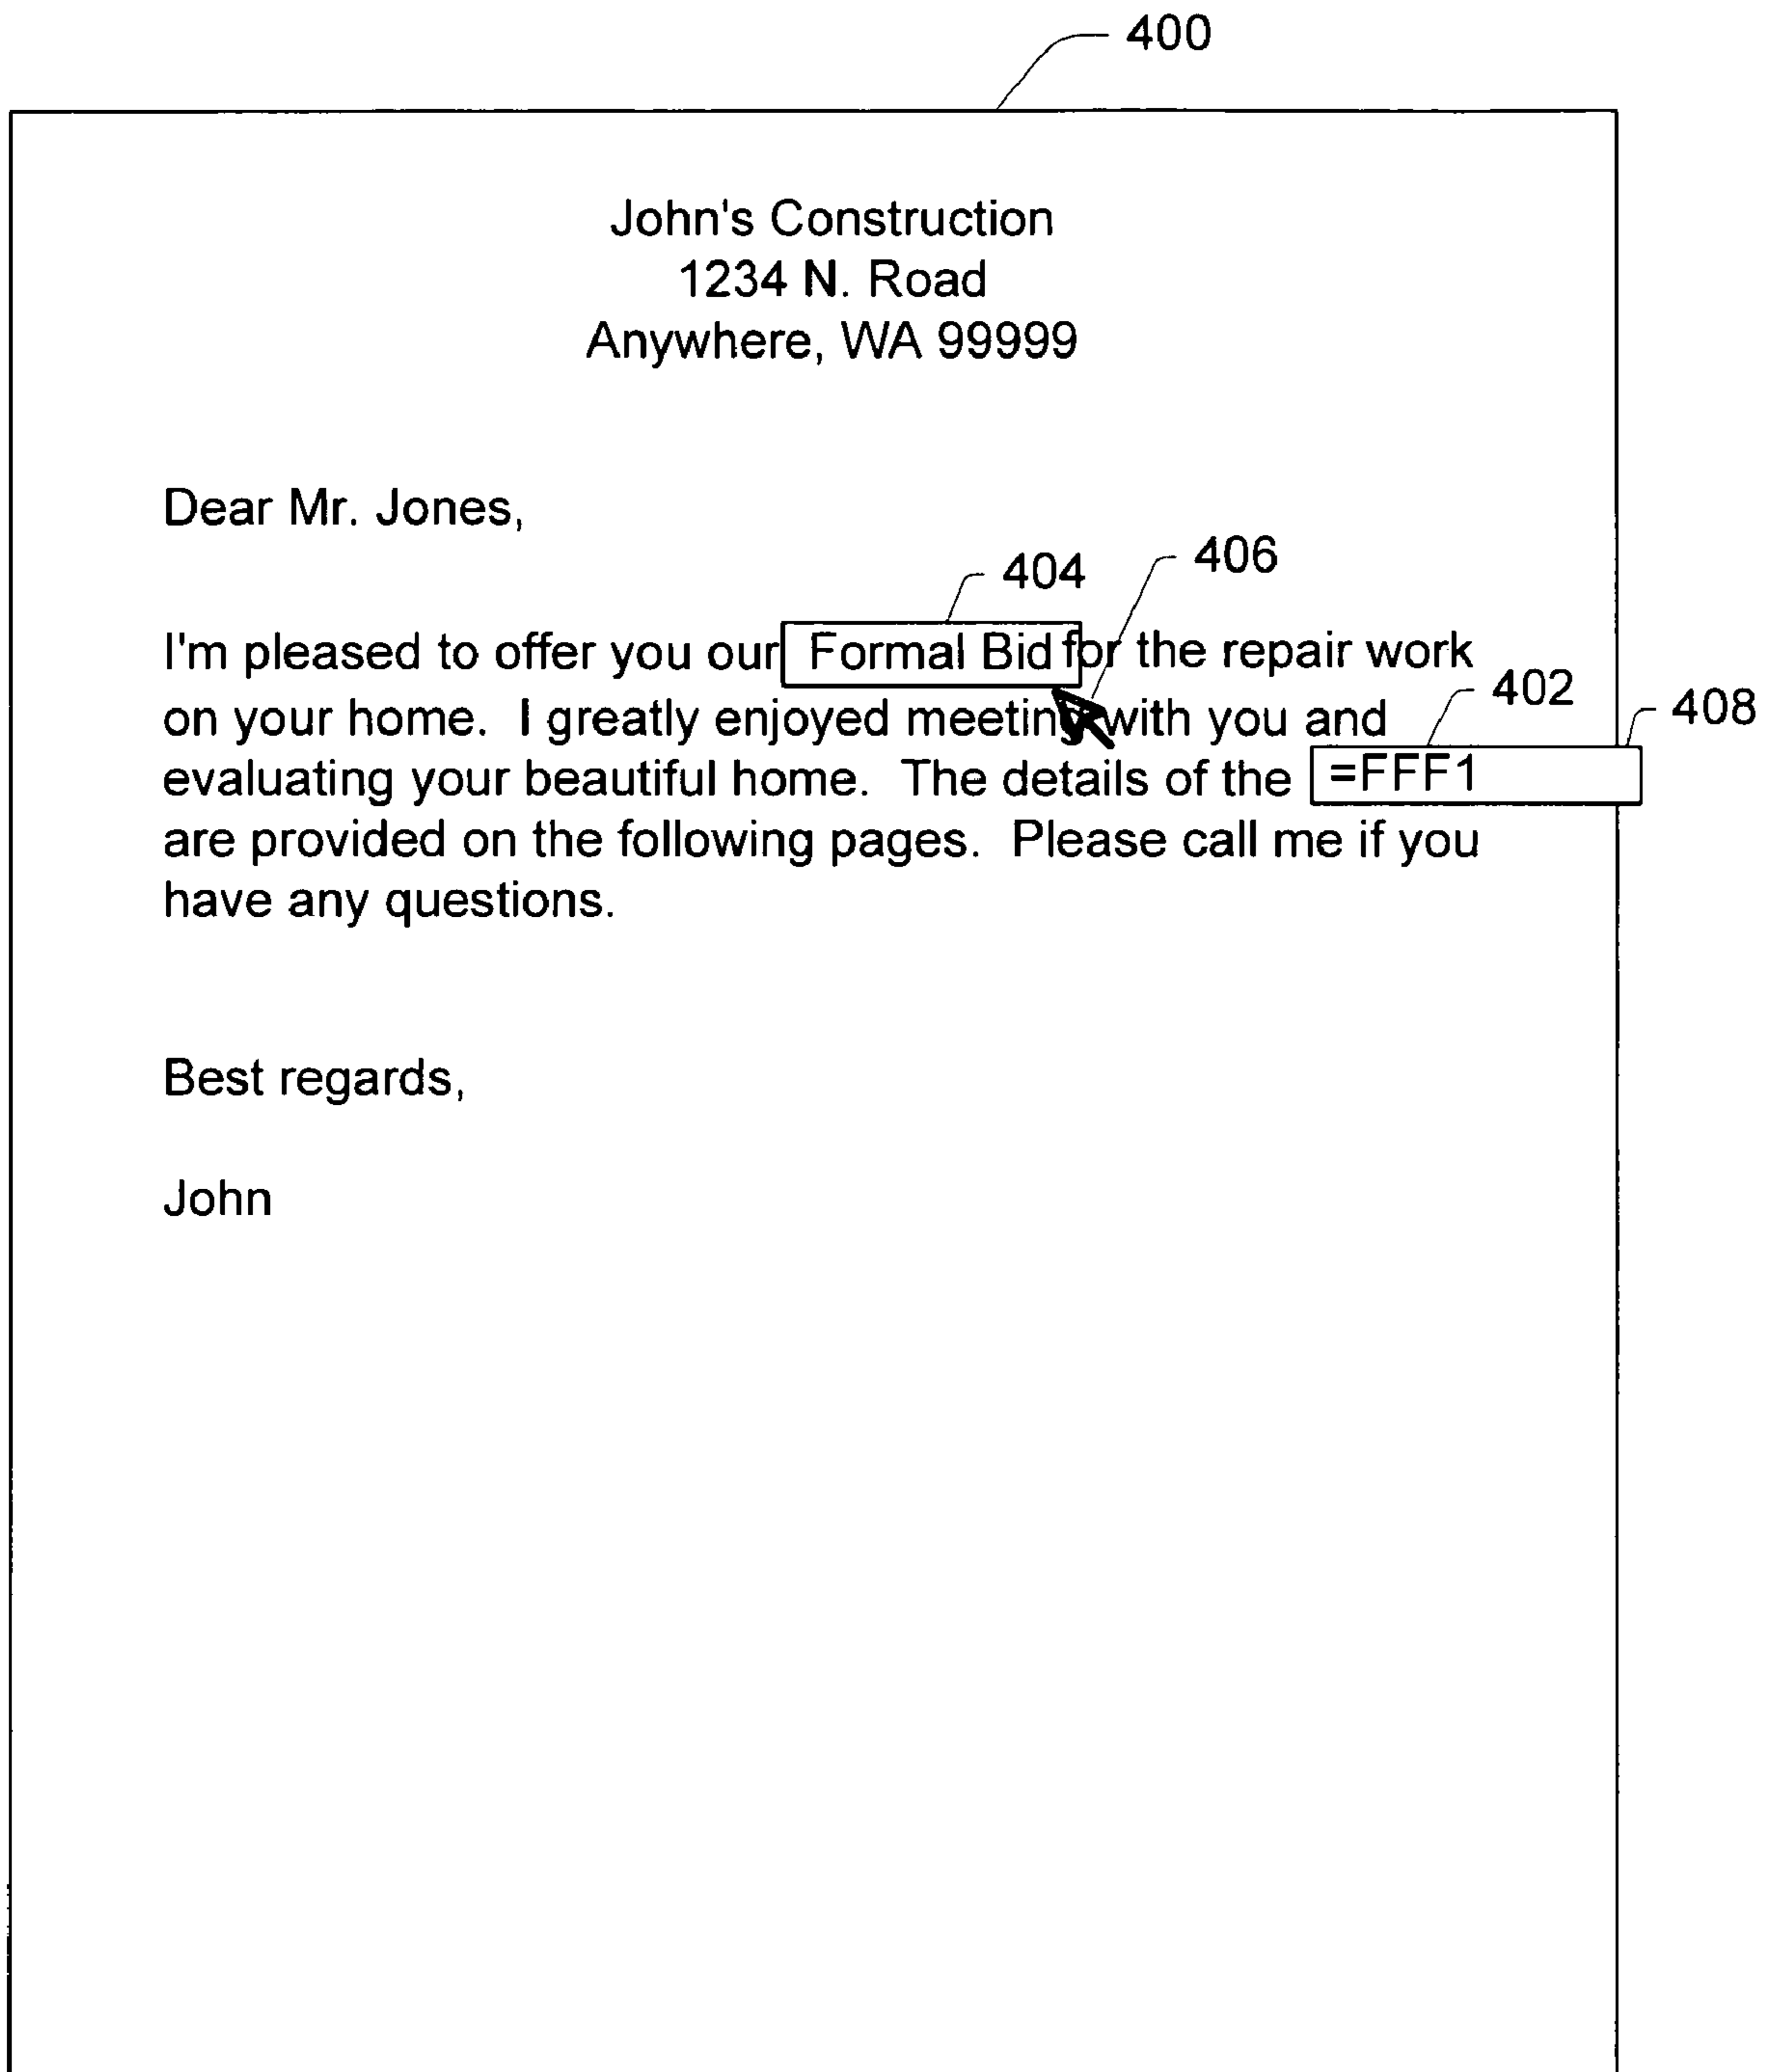 400
John's Construction
1234 N. Road
Anywhere, WA 99999
Dear Mr. Jones,
404
406
I'm pleased to offer you our Formal Bid for the repair work
402
408
on your home. I greatly enjoyed meeting with you and
evaluating your beautiful home. The details of the =FFF1
are provided on the following pages. Please call me if you
have any questions.
Best regards,
John